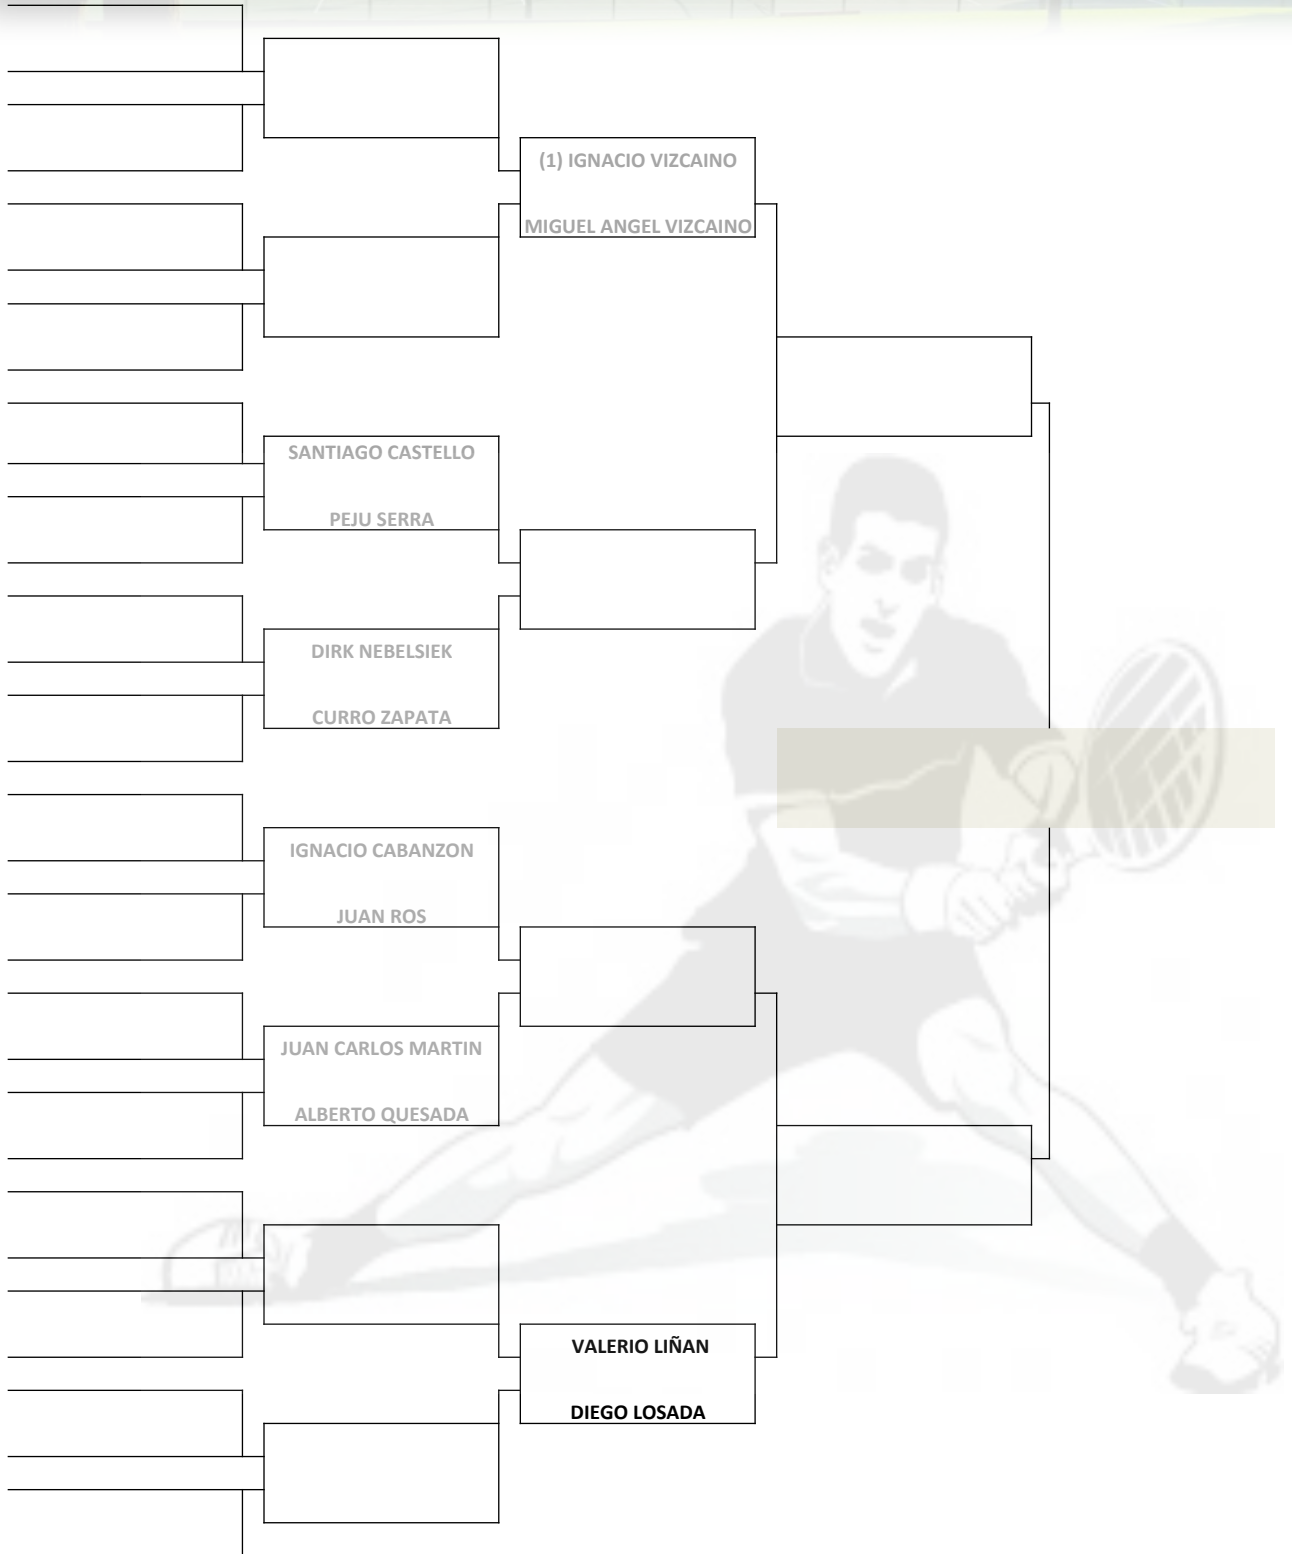 (1) IGNACIO VIZCAINO
MIGUEL ANGEL VIZCAINO
SANTIAGO CASTELLO
PEJU SERRA
DIRK NEBELSIEK
CURRO ZAPATA
IGNACIO CABANZON
JUAN ROS
JUAN CARLOS MARTIN
ALBERTO QUESADA
VALERIO LIÑAN
DIEGO LOSADA